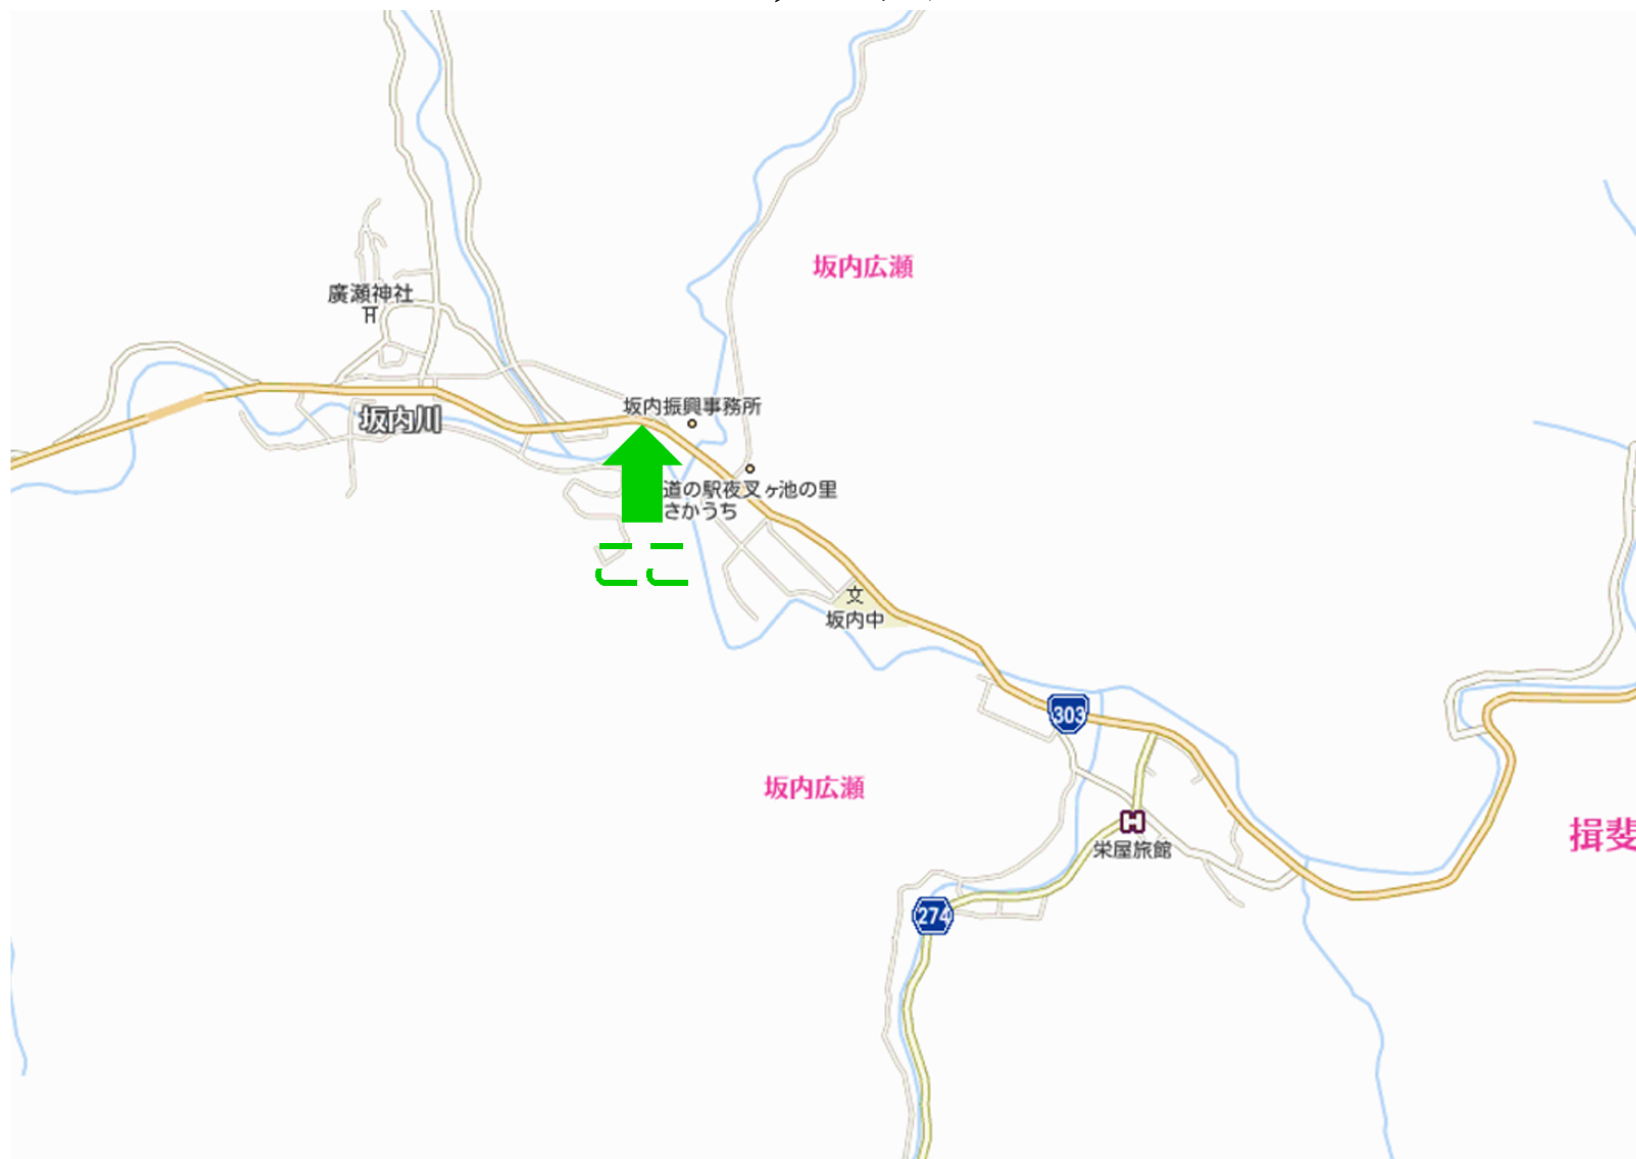 坂内広瀬
廣瀬神社
坂内振興事務所
坂内川
道の駅夜叉ヶ池の里
さかうち
ここ
文
坂内中
303
坂内広瀬
揖斐
H
栄屋旅館
274